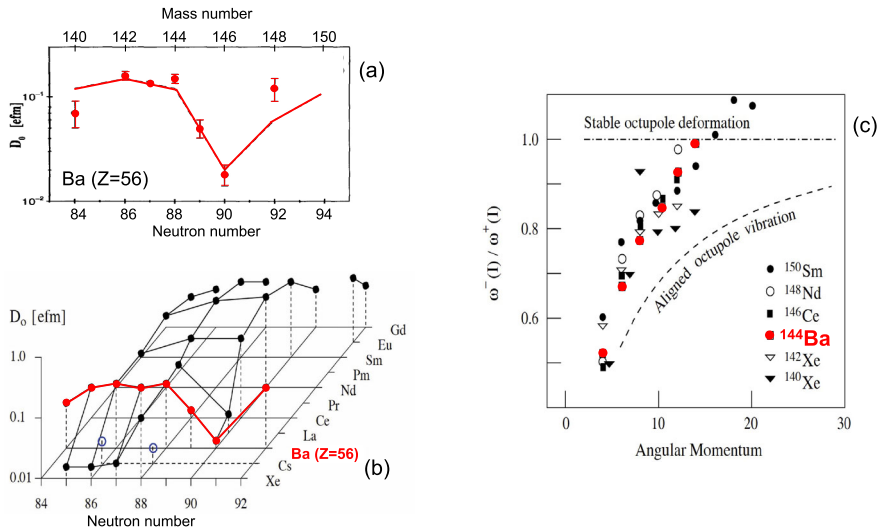 Mass number
140 142 144 146 148 150
(a)
10⁻¹
D₀ [efm]
Ba (Z=56)
10⁻²
84 86 88 90 92 94
Neutron number
(b)
D₀ [efm]
1.0
0.1
0.01
Gd
Eu
Sm
Pm
Nd
Pr
Ce
La
Cs
Xe
Ba (Z=56)
84 86 88 90 92
Neutron number
(c)
Stable octupole deformation
1.0
0.8
0.6
ω⁻(I) / ω⁺(I)
Aligned octupole vibration
¹⁵⁰Sm
¹⁴⁸Nd
¹⁴⁶Ce
¹⁴⁴Ba
¹⁴²Xe
¹⁴⁰Xe
0 10 20 30
Angular Momentum